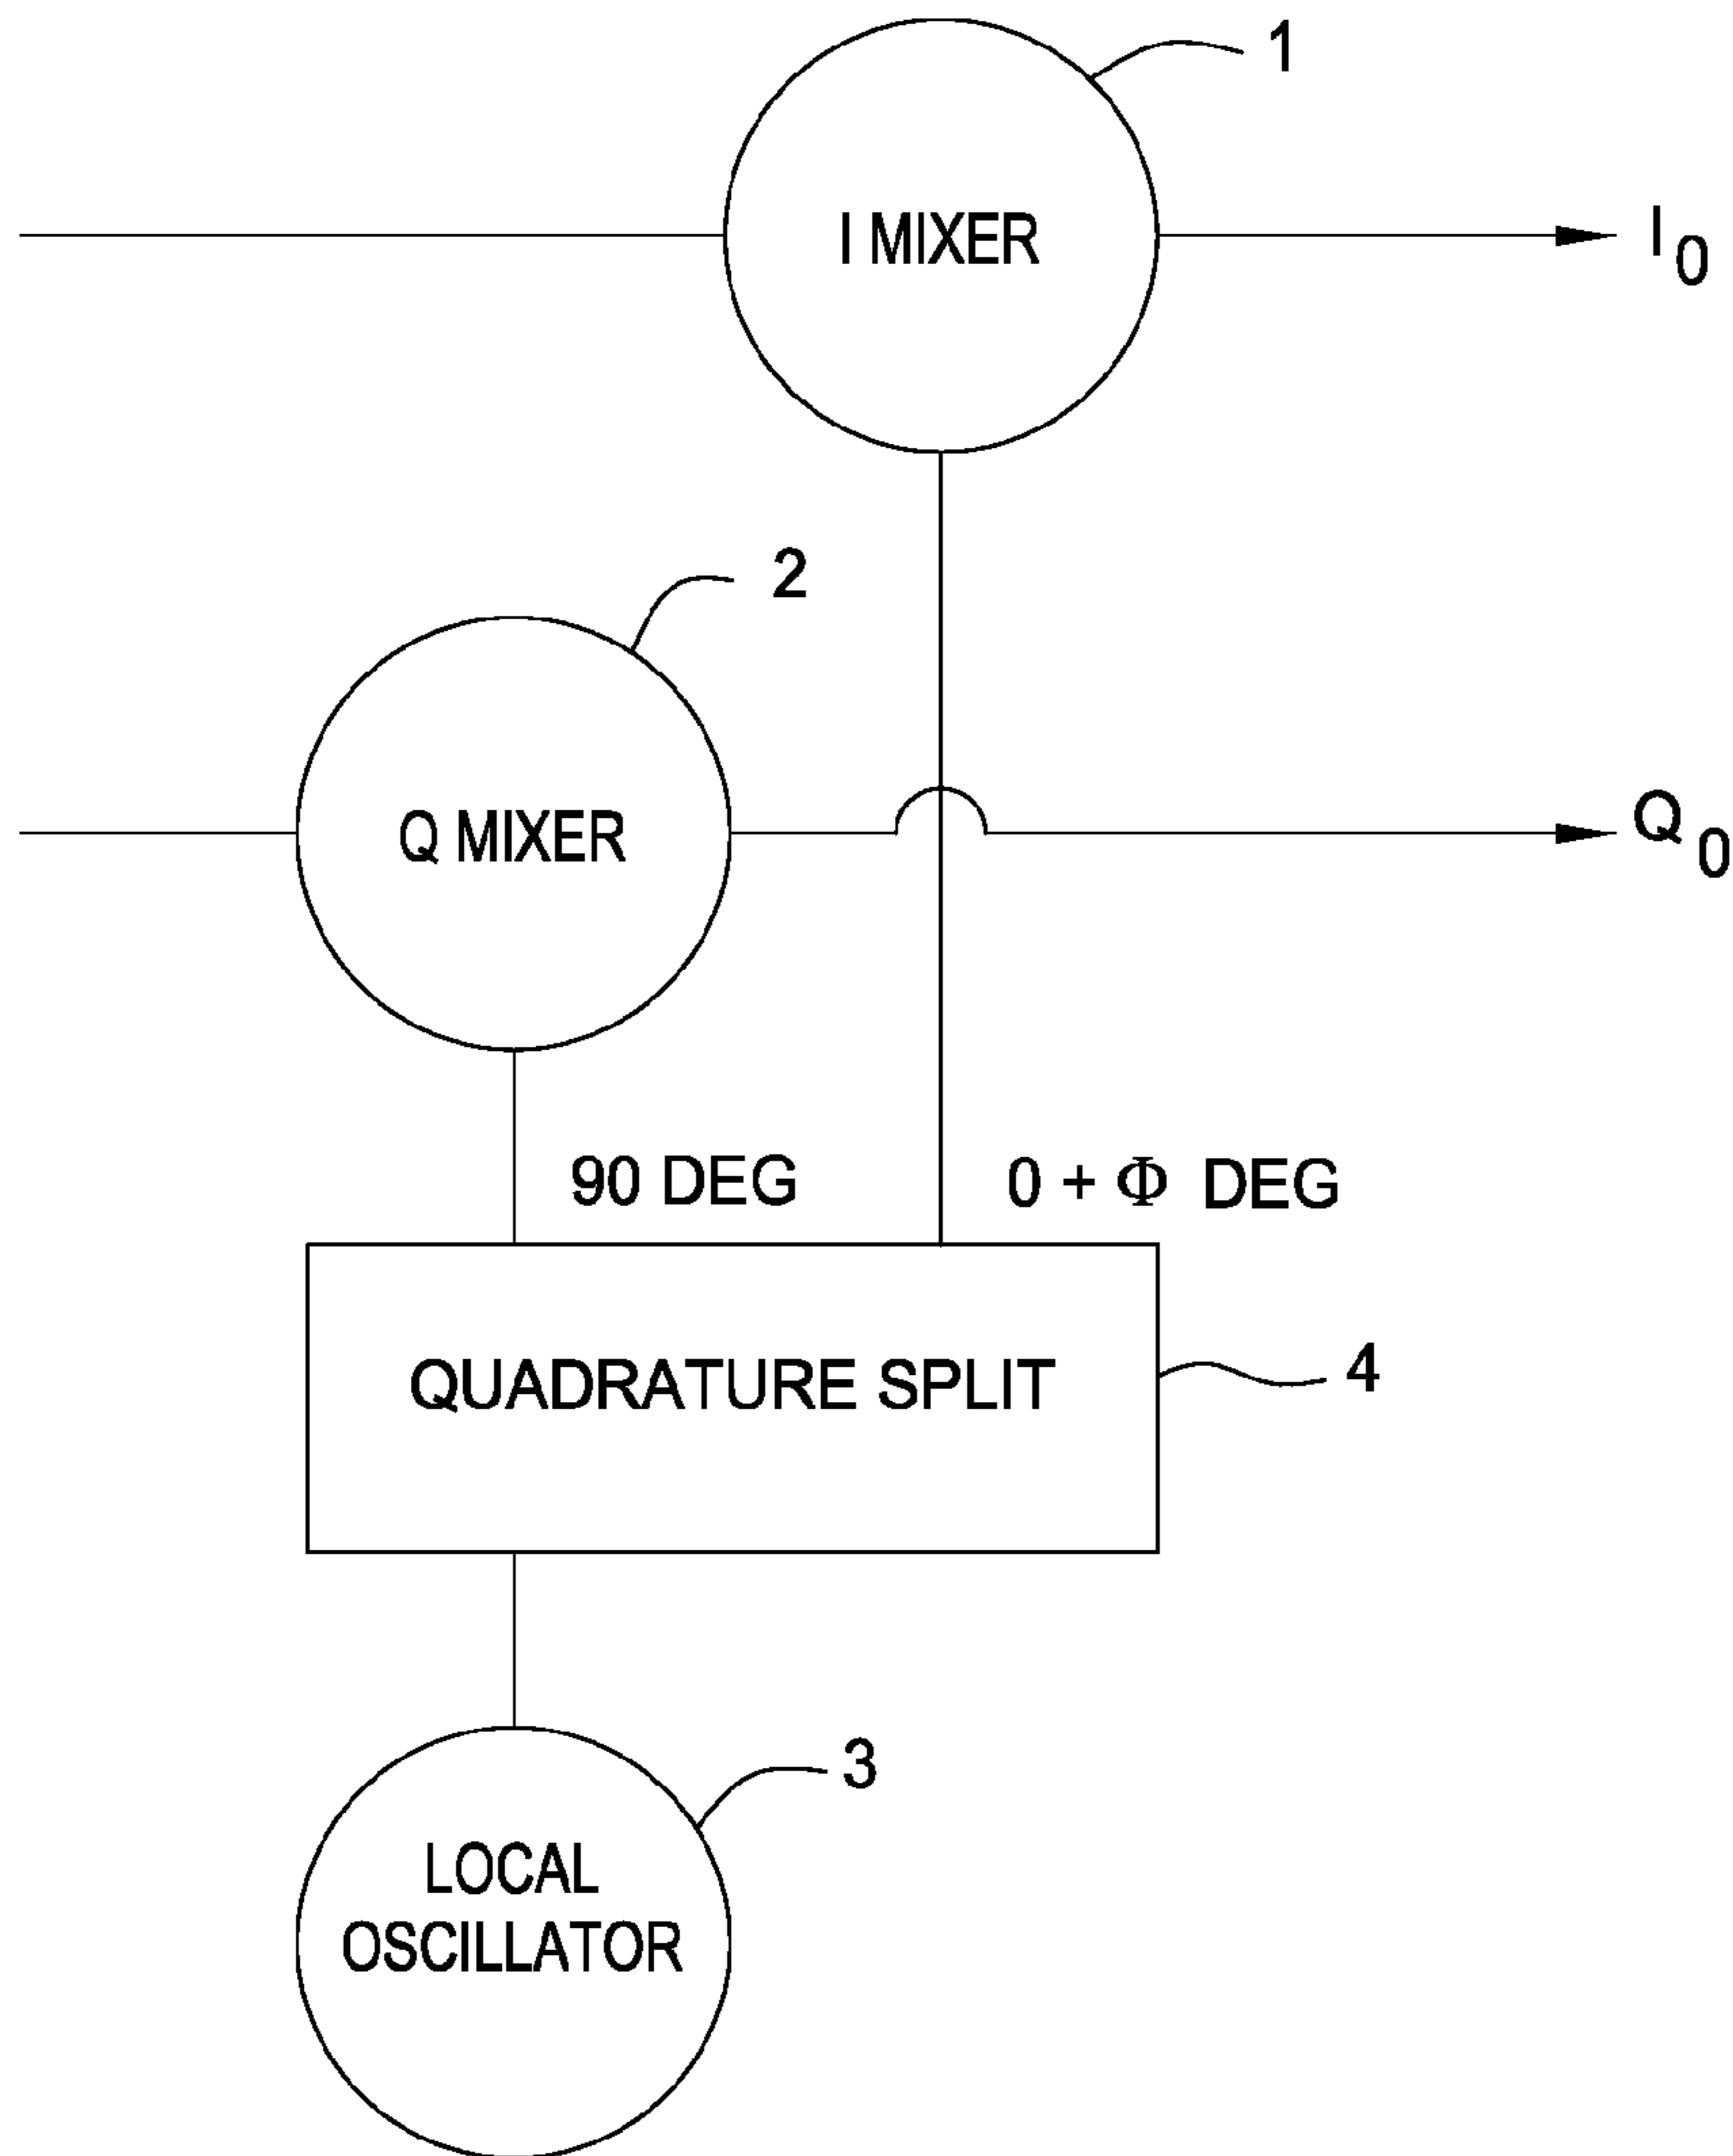 1
I MIXER
I0
2
Q MIXER
Q0
90 DEG
0 + Φ DEG
QUADRATURE SPLIT
4
3
LOCAL
OSCILLATOR